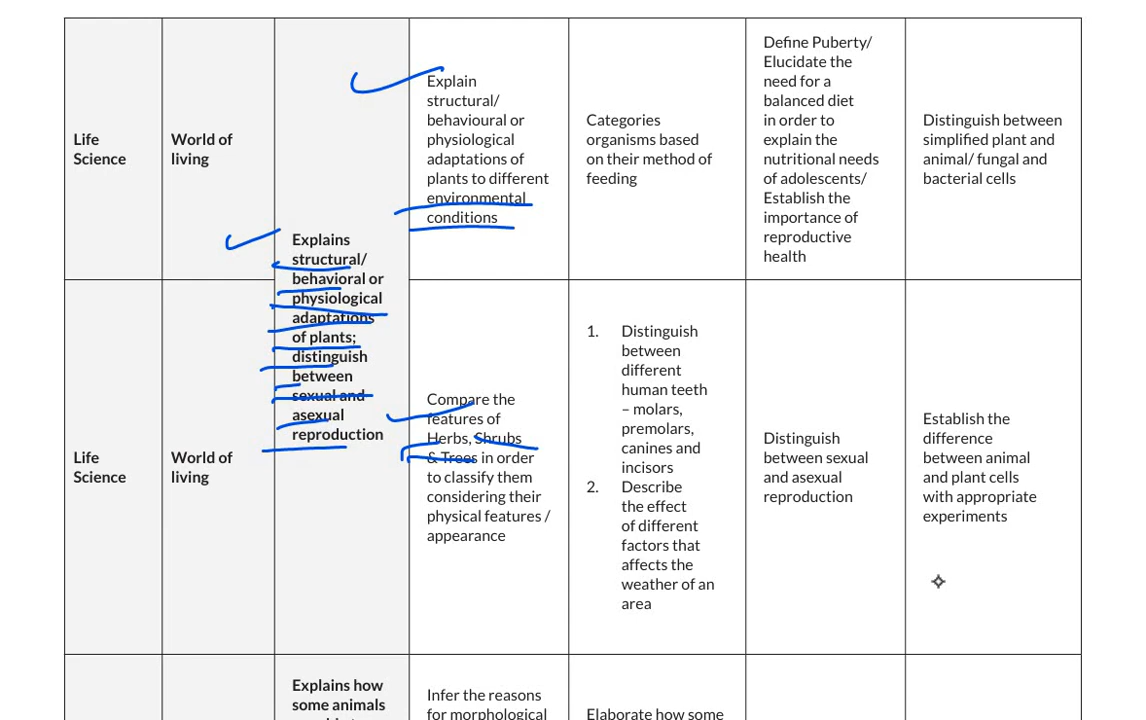 Life
Science
World of
living
Explains
structural/
behavioral or
physiological
adaptations
of plants;
distinguish
between
sexual and
asexual
reproduction
Explain
structural/
behavioural or
physiological
adaptations of
plants to different
environmental
conditions
Categories
organisms based
on their method of
feeding
Define Puberty/
Elucidate the
need for a
balanced diet
in order to
explain the
nutritional needs
of adolescents/
Establish the
importance of
reproductive
health
Distinguish between
simplified plant and
animal/ fungal and
bacterial cells
Life
Science
World of
living
Compare the
features of
Herbs, Shrubs
& Trees in order
to classify them
considering their
physical features /
appearance
1. Distinguish
between
different
human teeth
– molars,
premolars,
canines and
incisors
2. Describe
the effect
of different
factors that
affects the
weather of an
area
Distinguish
between sexual
and asexual
reproduction
Establish the
difference
between animal
and plant cells
with appropriate
experiments
Explains how
some animals
Infer the reasons
for morphological
Elaborate how some